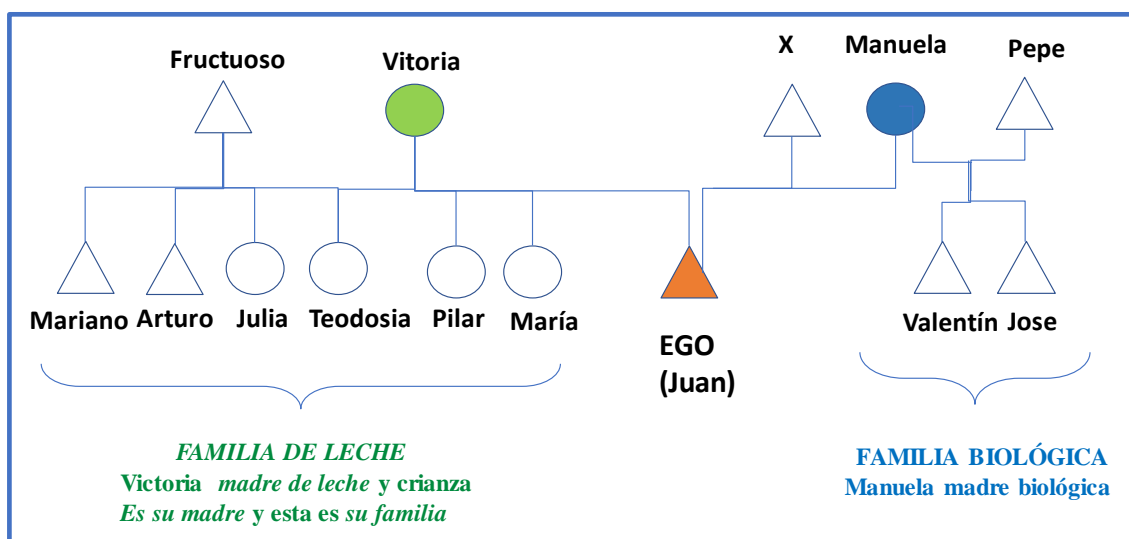 X Manuela Pepe
Fructuoso Vitoria
Mariano Arturo Julia Teodosia Pilar María
EGO
(Juan)
Valentín Jose
FAMILIA DE LECHE
Victoria madre de leche y crianza
Es su madre y esta es su familia
FAMILIA BIOLÓGICA
Manuela madre biológica